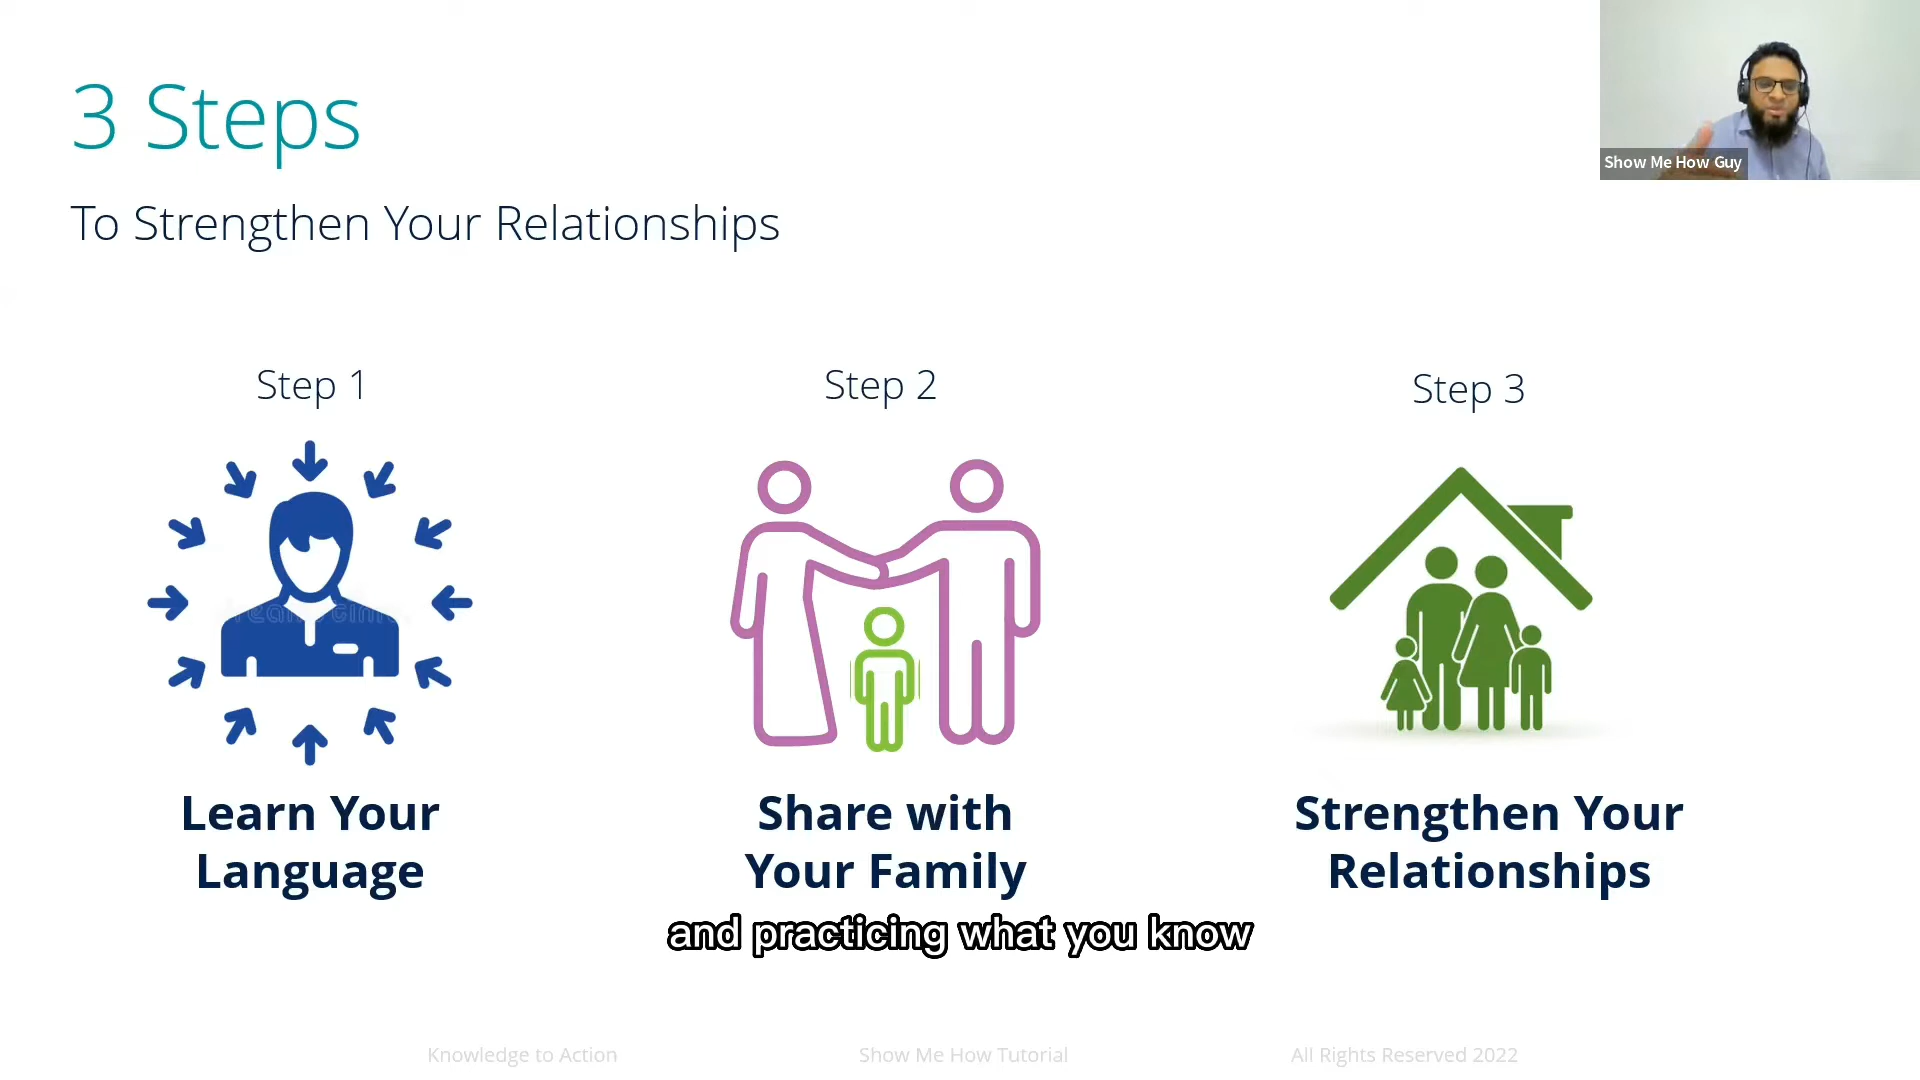 3 Steps
To Strengthen Your Relationships
Show Me How Guy
Step 1
Step 2
Step 3
Learn Your
Language
Share with
Your Family
Strengthen Your
Relationships
and practicing what you know
Knowledge to Action
Show Me How Tutorial
All Rights Reserved 2022